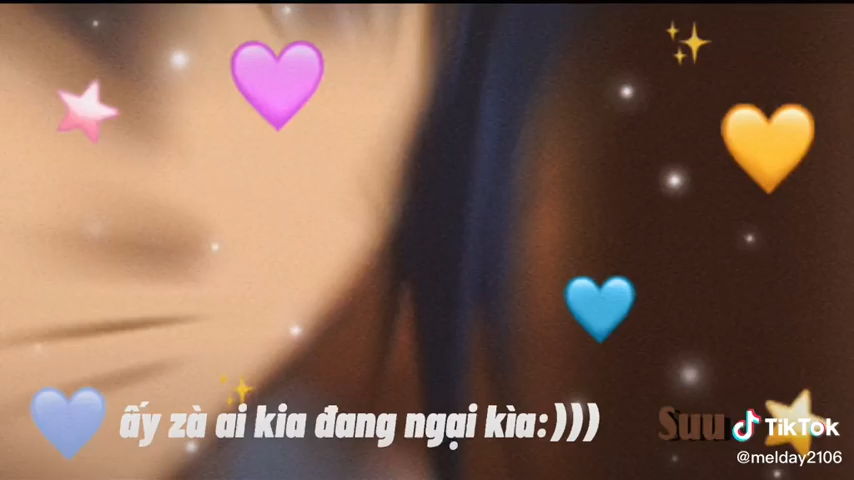 ấy zà ai kia đang ngại kìa:)))
Suu
TikTok
@melday2106